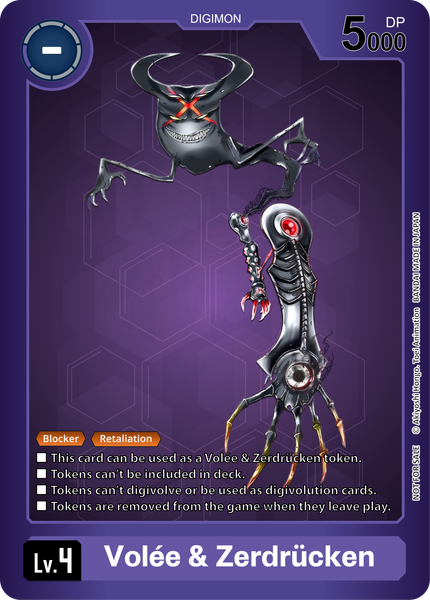 DIGIMON
-
5000
DP
Blocker
Retaliation
■ This card can be used as a Volee & Zerdrücken token.
■ Tokens can't be included in deck.
■ Tokens can't digivolve or be used as digivolution cards.
■ Tokens are removed from the game when they leave play.
Lv.4
Volée & Zerdrücken
NOT FOR SALE © Akiyoshi Hongo, Toei Animation BANDAI MADE IN JAPAN